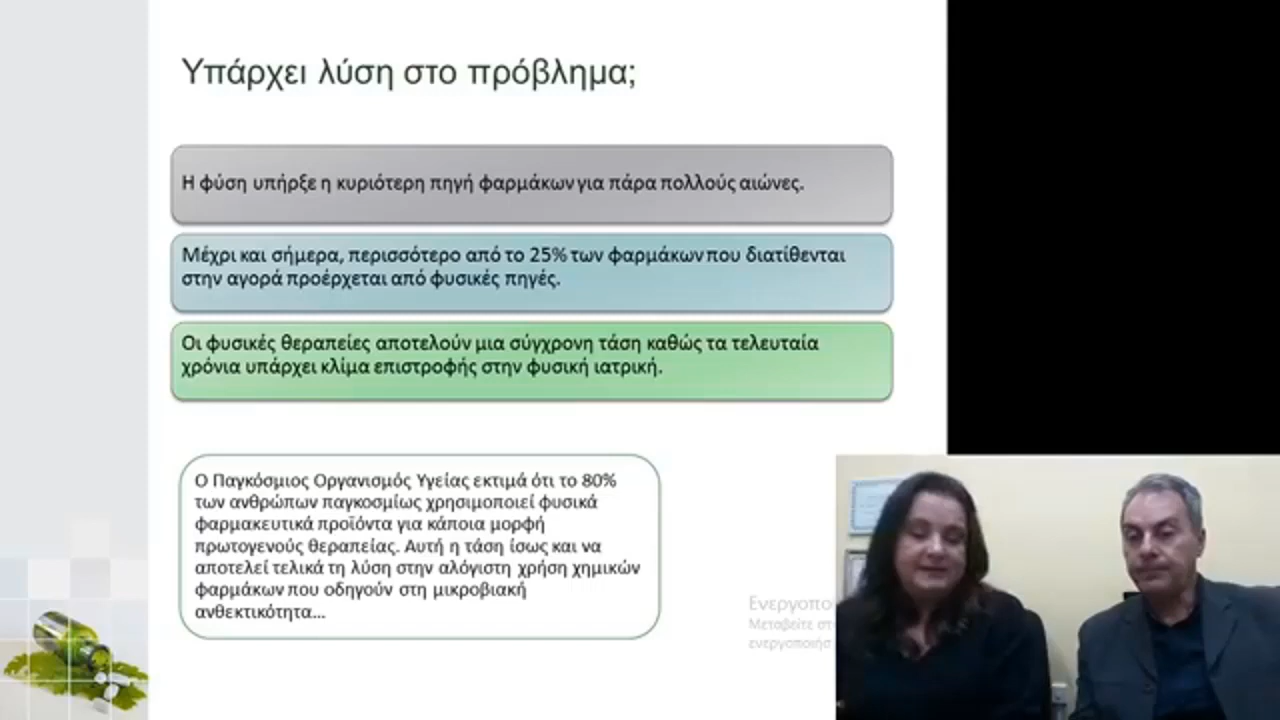 Υπάρχει λύση στο πρόβλημα;
Η φύση υπήρξε η κυριότερη πηγή φαρμάκων για πάρα πολλούς αιώνες.
Μέχρι και σήμερα, περισσότερο από το 25% των φαρμάκων που διατίθενται
στην αγορά προέρχεται από φυσικές πηγές.
Οι φυσικές θεραπείες αποτελούν μια σύγχρονη τάση καθώς τα τελευταία
χρόνια υπάρχει κλίμα επιστροφής στην φυσική ιατρική.
Ο Παγκόσμιος Οργανισμός Υγείας εκτιμά ότι το 80%
των ανθρώπων παγκοσμίως χρησιμοποιεί φυσικά
φαρμακευτικά προϊόντα για κάποια μορφή
πρωτογενούς θεραπείας. Αυτή η τάση ίσως και να
αποτελεί τελικά τη λύση στην αλόγιστη χρήση χημικών
φαρμάκων που οδηγούν στη μικροβιακή
ανθεκτικότητα...
Ενεργοπο
Μεταβείτε στ
ενεργοποιήσ